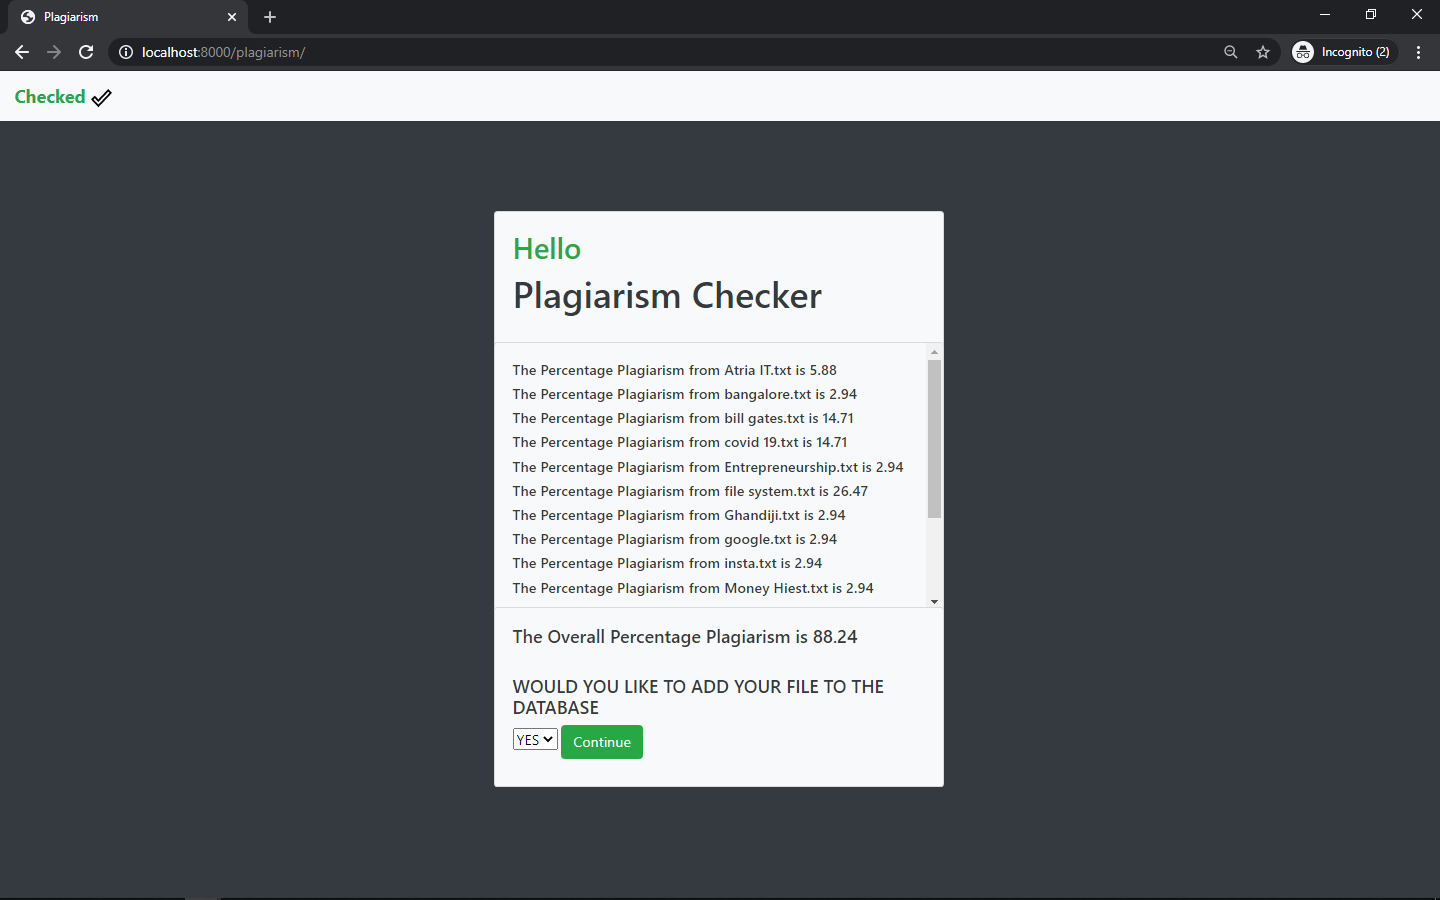 Plagiarism
localhost:8000/plagiarism/
Incognito (2)
Checked
Hello
Plagiarism Checker
The Percentage Plagiarism from Atria IT.txt is 5.88
The Percentage Plagiarism from bangalore.txt is 2.94
The Percentage Plagiarism from bill gates.txt is 14.71
The Percentage Plagiarism from covid 19.txt is 14.71
The Percentage Plagiarism from Entrepreneurship.txt is 2.94
The Percentage Plagiarism from file system.txt is 26.47
The Percentage Plagiarism from Ghandiji.txt is 2.94
The Percentage Plagiarism from google.txt is 2.94
The Percentage Plagiarism from insta.txt is 2.94
The Percentage Plagiarism from Money Hiest.txt is 2.94
The Overall Percentage Plagiarism is 88.24
WOULD YOU LIKE TO ADD YOUR FILE TO THE
DATABASE
YES Continue